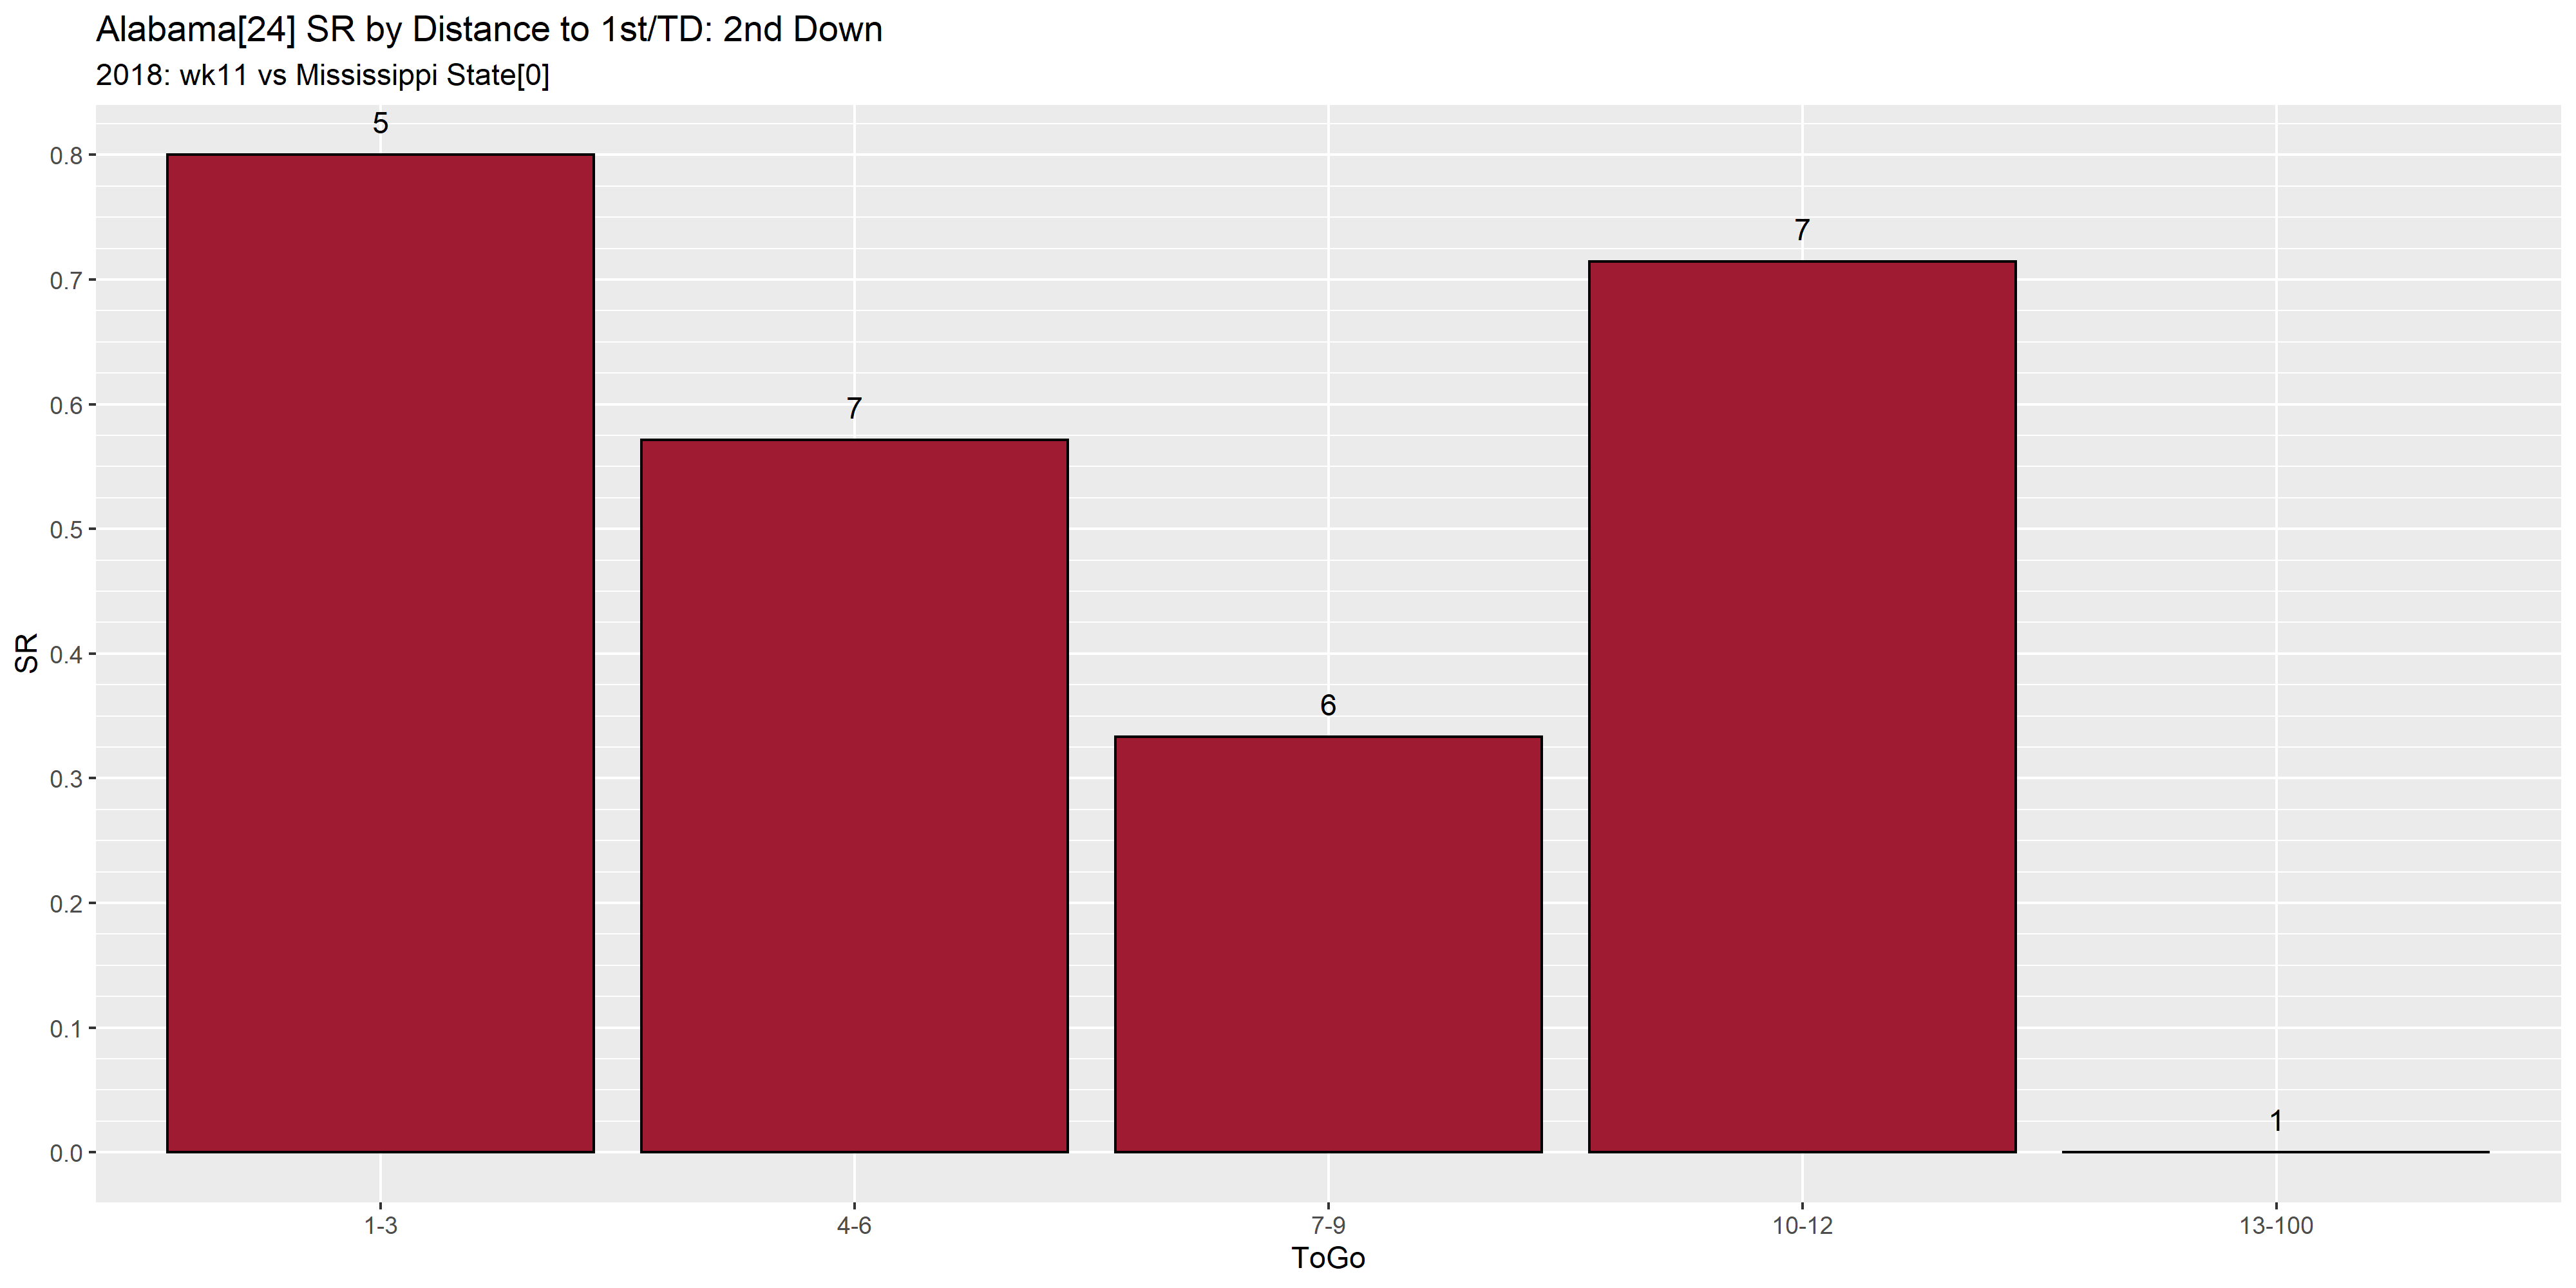 Alabama[24] SR by Distance to 1st/TD: 2nd Down
2018: wk11 vs Mississippi State[0]
5
0.8
7
0.7
7
0.6
0.5
SR
0.4
6
0.3
0.2
0.1
1
0.0
1-3 4-6 7-9 10-12 13-100
ToGo